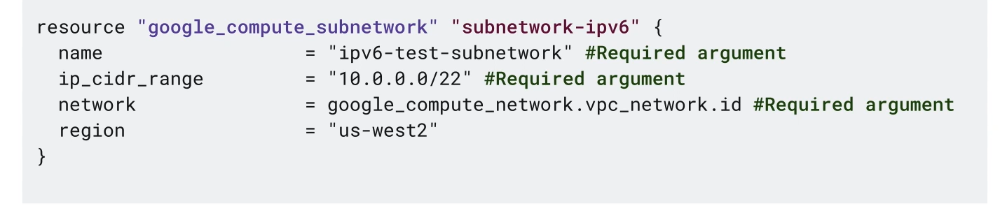 resource "google_compute_subnetwork" "subnetwork-ipv6" {
  name                  = "ipv6-test-subnetwork" #Required argument
  ip_cidr_range         = "10.0.0.0/22" #Required argument
  network               = google_compute_network.vpc_network.id #Required argument
  region                = "us-west2"
}